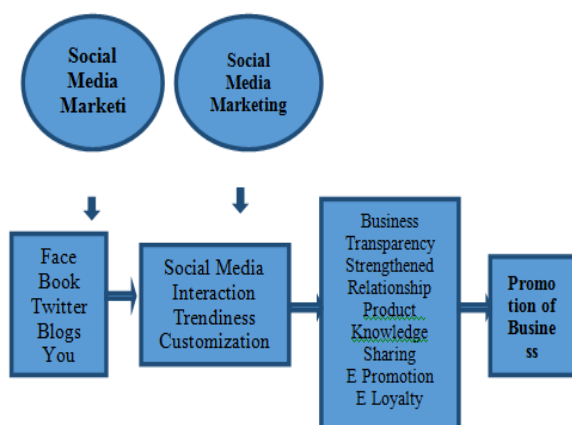 Social
Media
Marketi
Social
Media
Marketing
Face
Book
Twitter
Blogs
You
Social Media
Interaction
Trendiness
Customization
Business
Transparency
Strengthened
Relationship
Product
Knowledge
Sharing
E Promotion
E Loyalty
Promo
tion of
Busine
ss